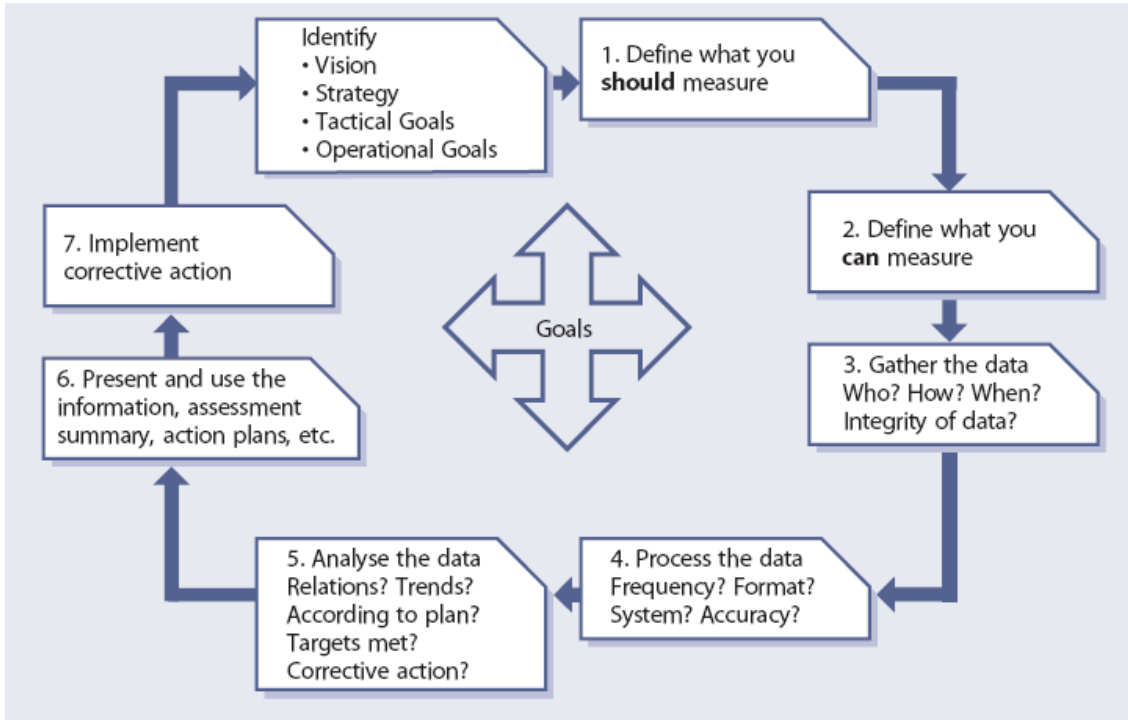 Identify
• Vision
• Strategy
• Tactical Goals
• Operational Goals
1. Define what you
should measure
2. Define what you
can measure
3. Gather the data
Who? How? When?
Integrity of data?
4. Process the data
Frequency? Format?
System? Accuracy?
5. Analyse the data
Relations? Trends?
According to plan?
Targets met?
Corrective action?
6. Present and use the
information, assessment
summary, action plans, etc.
7. Implement
corrective action
Goals